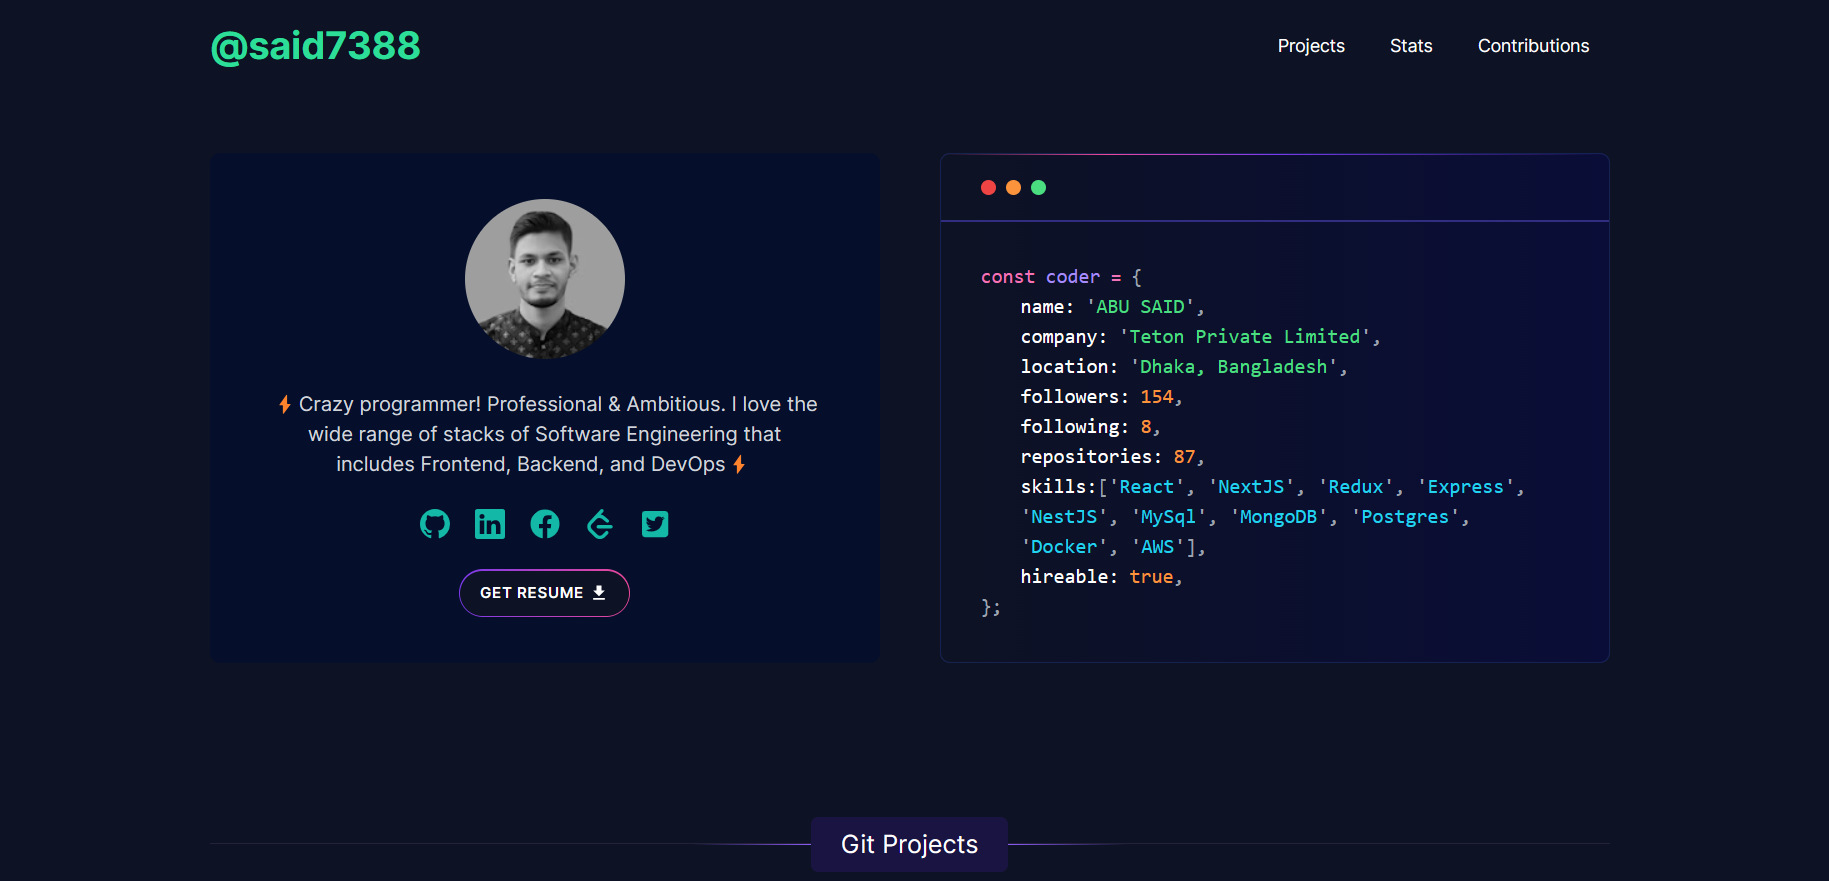 @said7388
Projects Stats Contributions
⚡ Crazy programmer! Professional & Ambitious. I love the
wide range of stacks of Software Engineering that
includes Frontend, Backend, and DevOps ⚡
GET RESUME
const coder = {
name: 'ABU SAID',
company: 'Teton Private Limited',
location: 'Dhaka, Bangladesh',
followers: 154,
following: 8,
repositories: 87,
skills:['React', 'NextJS', 'Redux', 'Express',
'NestJS', 'MySql', 'MongoDB', 'Postgres',
'Docker', 'AWS'],
hireable: true,
};
Git Projects